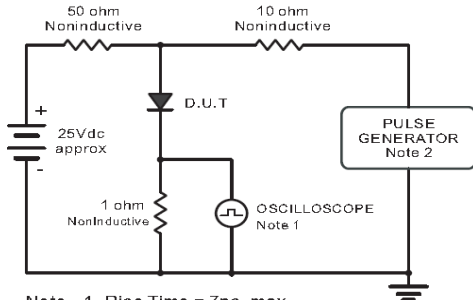 50 ohm
Noninductive
10 ohm
Noninductive
D.U.T
+
25Vdc
approx
-
PULSE
GENERATOR
Note 2
1 ohm
NonInductive
OSCILLOSCOPE
Note 1